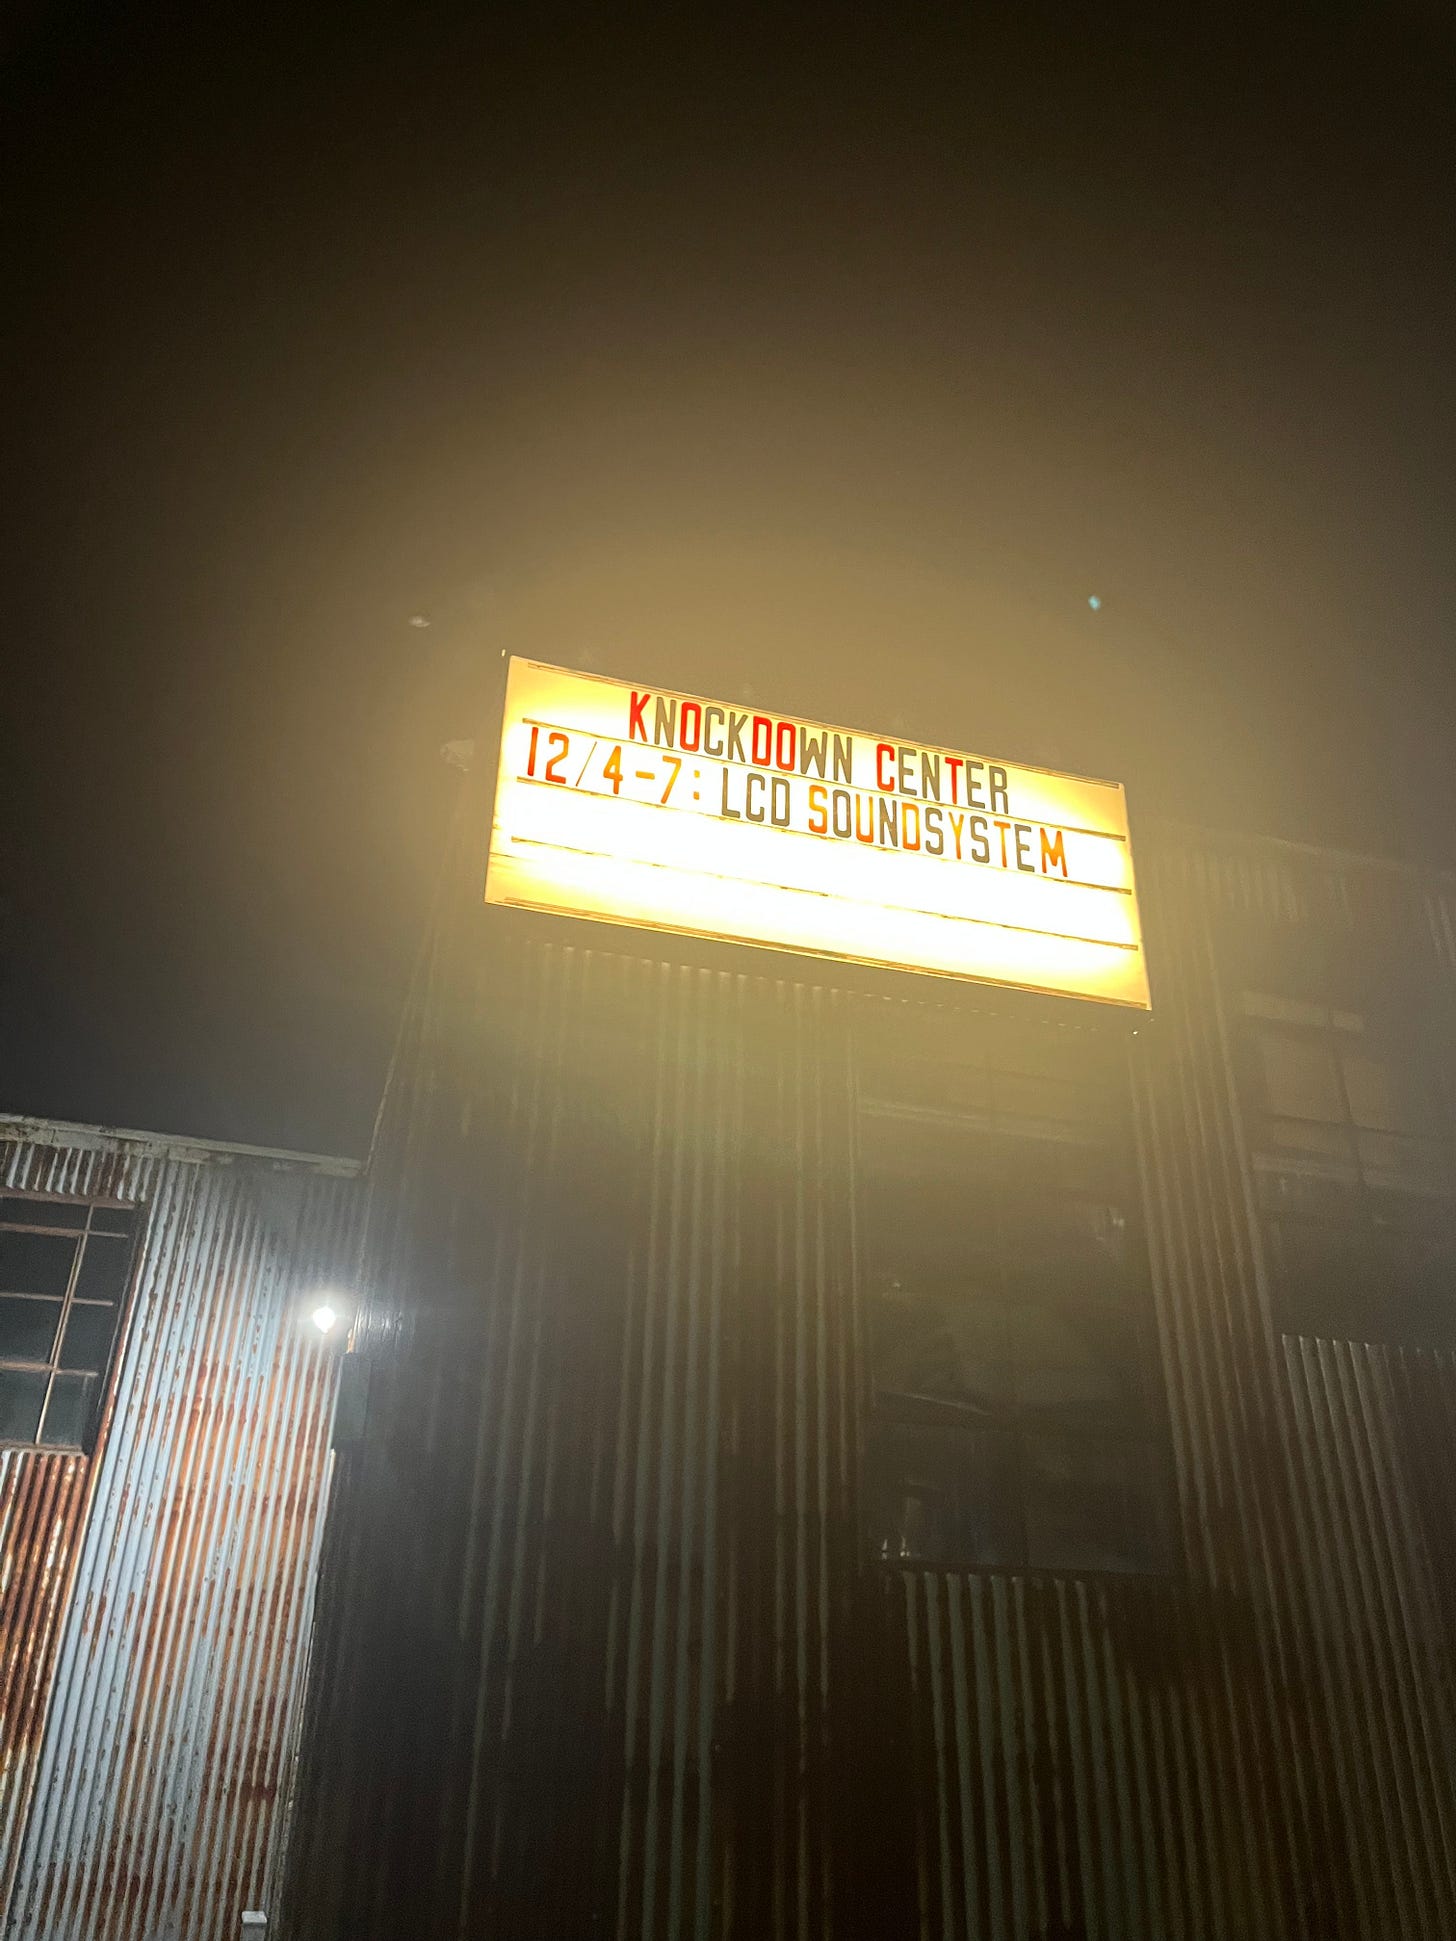 KNOCKDOWN CENTER
12/4-7: LCD SOUNDSYSTEM